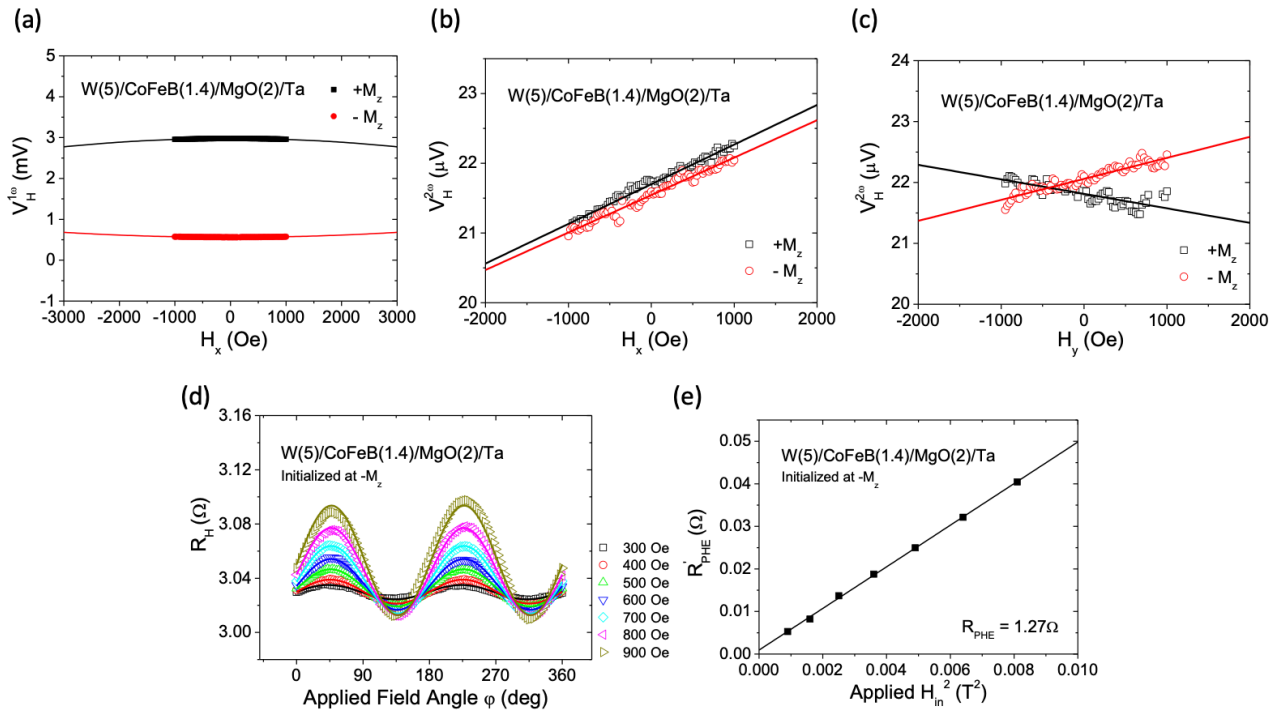 (a)
5
4
3
2
1
0
-1
V_H^1ω (mV)
W(5)/CoFeB(1.4)/MgO(2)/Ta
+M_z
- M_z
-3000 -2000 -1000 0 1000 2000 3000
H_x (Oe)
(b)
23
22
21
20
V_H^2ω (μV)
W(5)/CoFeB(1.4)/MgO(2)/Ta
+M_z
- M_z
-2000 -1000 0 1000 2000
H_x (Oe)
(c)
24
23
22
21
20
V_H^2ω (μV)
W(5)/CoFeB(1.4)/MgO(2)/Ta
+M_z
- M_z
-2000 -1000 0 1000 2000
H_y (Oe)
(d)
3.16
3.12
3.08
3.04
3.00
R_H (Ω)
W(5)/CoFeB(1.4)/MgO(2)/Ta
Initialized at -M_z
300 Oe
400 Oe
500 Oe
600 Oe
700 Oe
800 Oe
900 Oe
0 90 180 270 360
Applied Field Angle φ (deg)
(e)
0.05
0.04
0.03
0.02
0.01
0.00
R'_PHE (Ω)
W(5)/CoFeB(1.4)/MgO(2)/Ta
Initialized at -M_z
R_PHE = 1.27Ω
0.000 0.002 0.004 0.006 0.008 0.010
Applied H_in^2 (T^2)